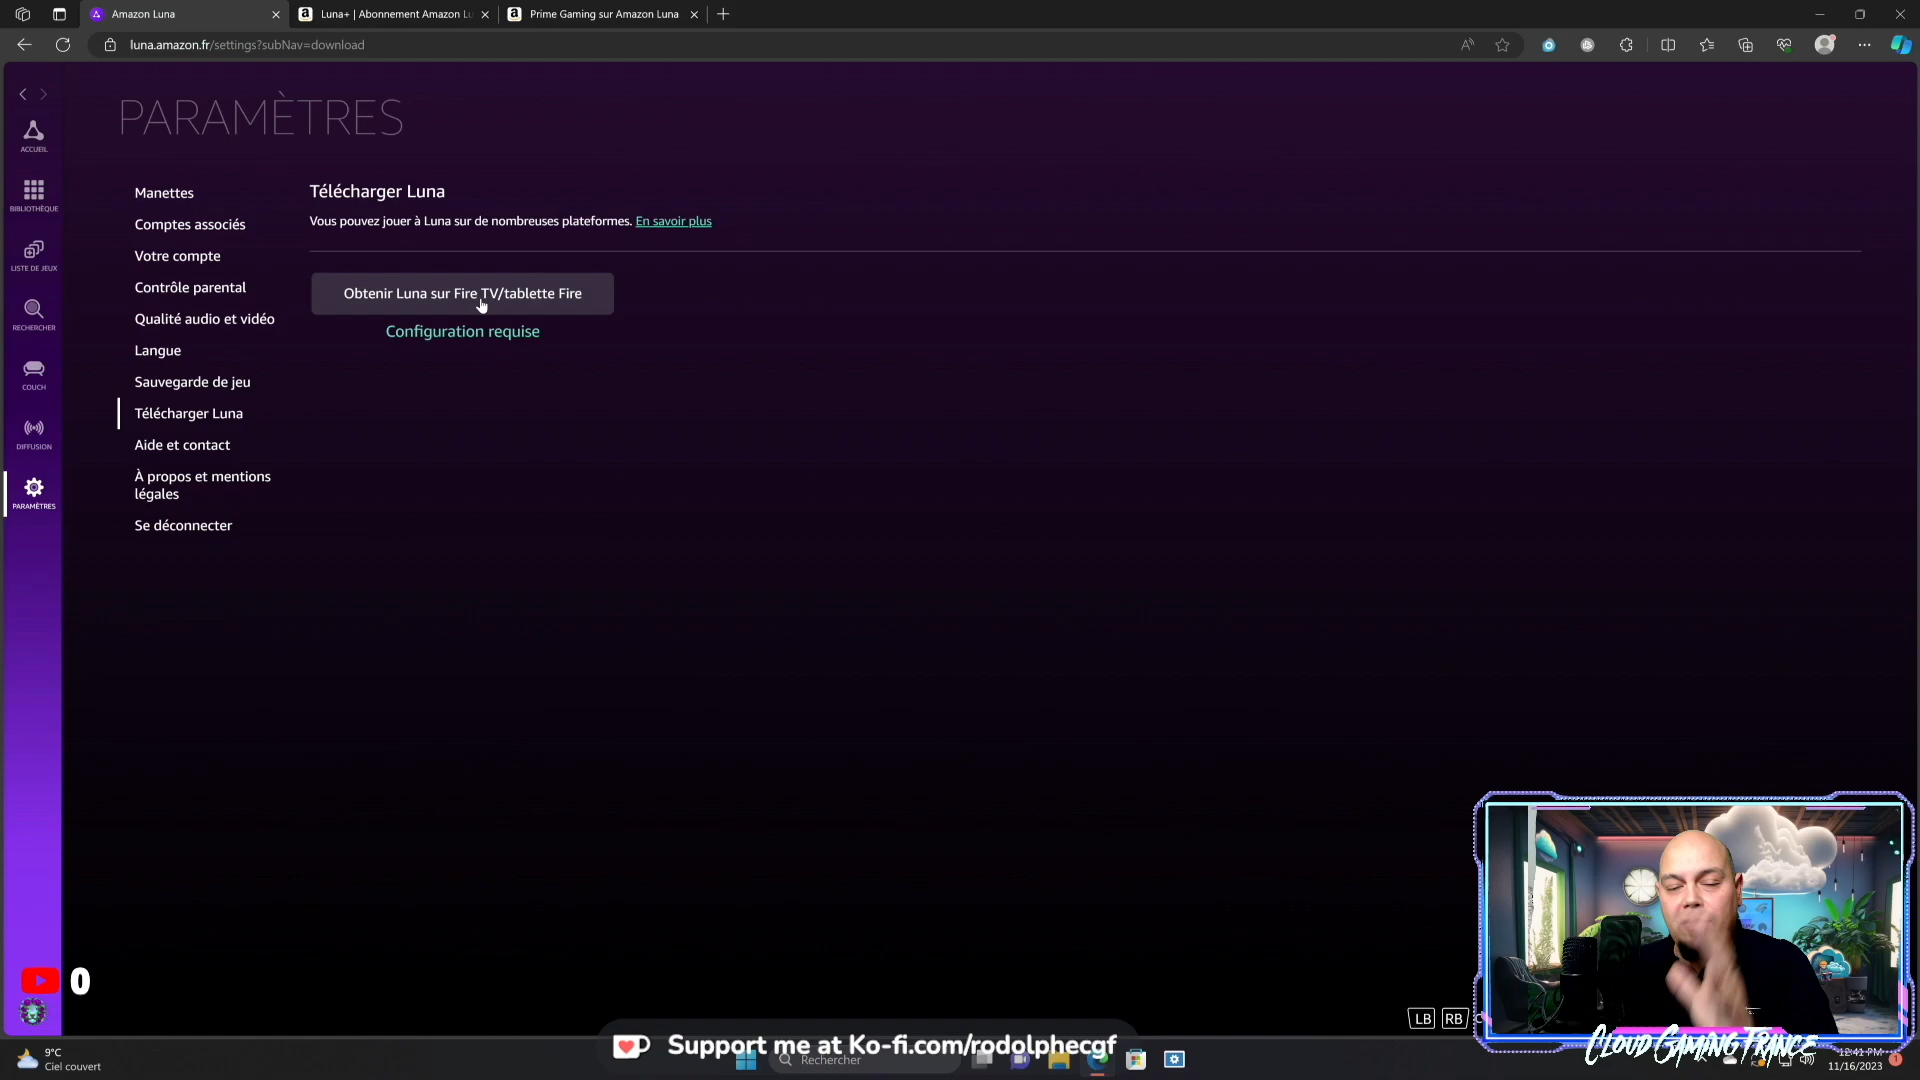 Amazon Luna
Luna+ | Abonnement Amazon Lu
Prime Gaming sur Amazon Luna
luna.amazon.fr/settings?subNav=download
PARAMÈTRES
ACCUEIL
BIBLIOTHÈQUE
LISTE DE JEUX
RECHERCHER
COUCH
DIFFUSION
PARAMÈTRES
Manettes
Comptes associés
Votre compte
Contrôle parental
Qualité audio et vidéo
Langue
Sauvegarde de jeu
Télécharger Luna
Aide et contact
À propos et mentions
légales
Se déconnecter
Télécharger Luna
Vous pouvez jouer à Luna sur de nombreuses plateformes. En savoir plus
Obtenir Luna sur Fire TV/tablette Fire
Configuration requise
0
LB RB
CLOUD GAMING FRANCE
Support me at Ko-fi.com/rodolphecgf
9°C
Ciel couvert
Rechercher
12:41 PM
11/16/2023
1